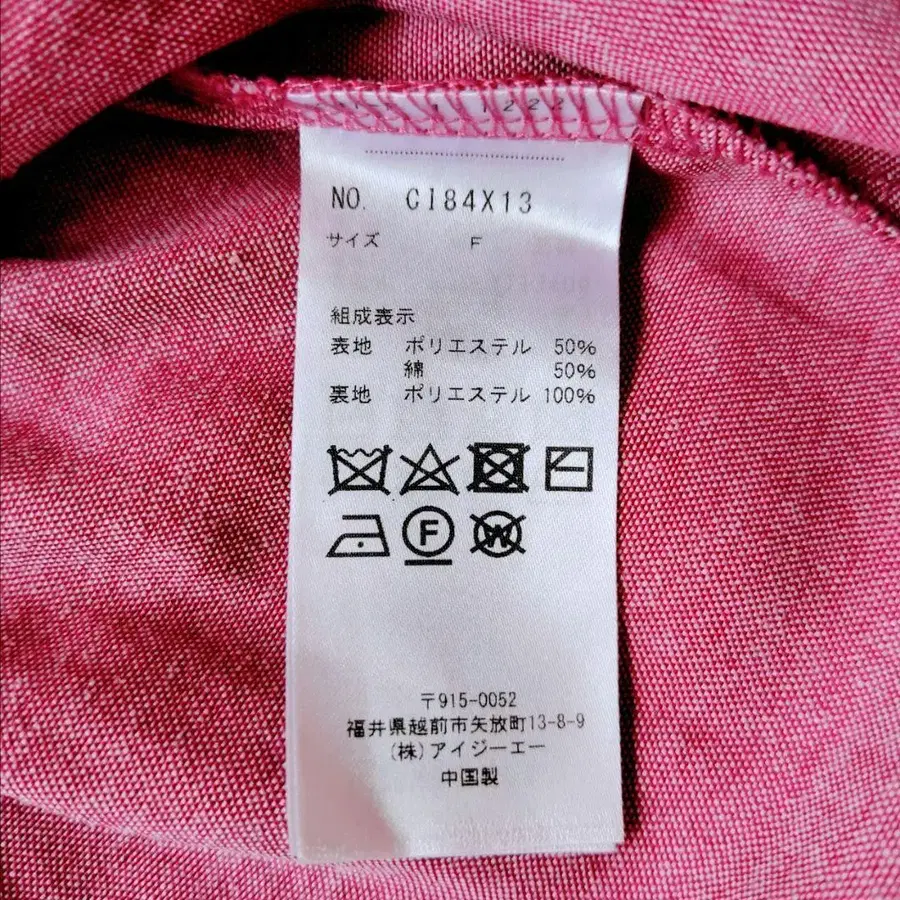 1222
NO. CI84X13
サイズ F
組成表示
表地 ポリエステル 50%
綿 50%
裏地 ポリエステル 100%
F
W
〒915-0052
福井県越前市矢放町13-8-9
(株)アイジーエー
中国製